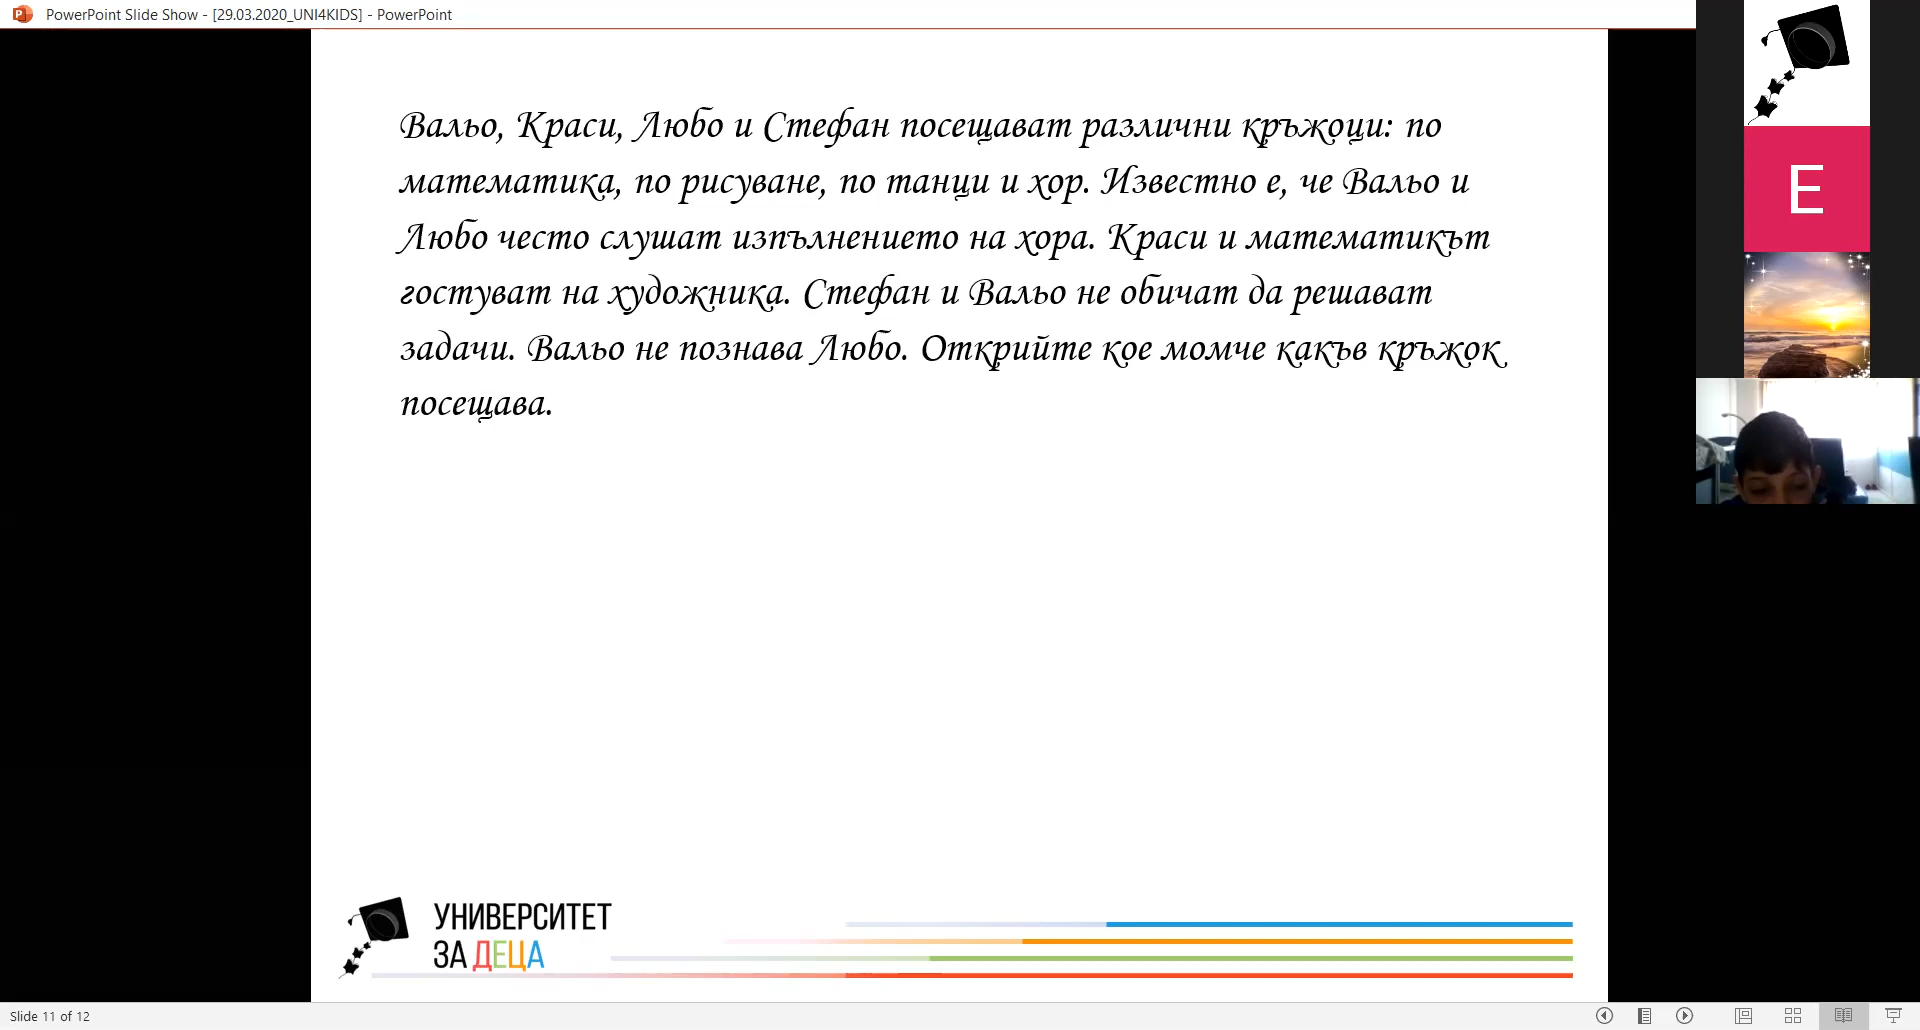 PowerPoint Slide Show - [29.03.2020_UNI4KIDS] - PowerPoint
Вальо, Краси, Любо и Стефан посещават различни кръжоци: по
математика, по рисуване, по танци и хор. Известно е, че Вальо и
Любо често слушат изпълнението на хора. Краси и математикът
гостуват на художника. Стефан и Вальо не обичат да решават
задачи. Вальо не познава Любо. Открийте кое момче какъв кръжок
посещава.
E
УНИВЕРСИТЕТ
ЗА ДЕЦА
Slide 11 of 12